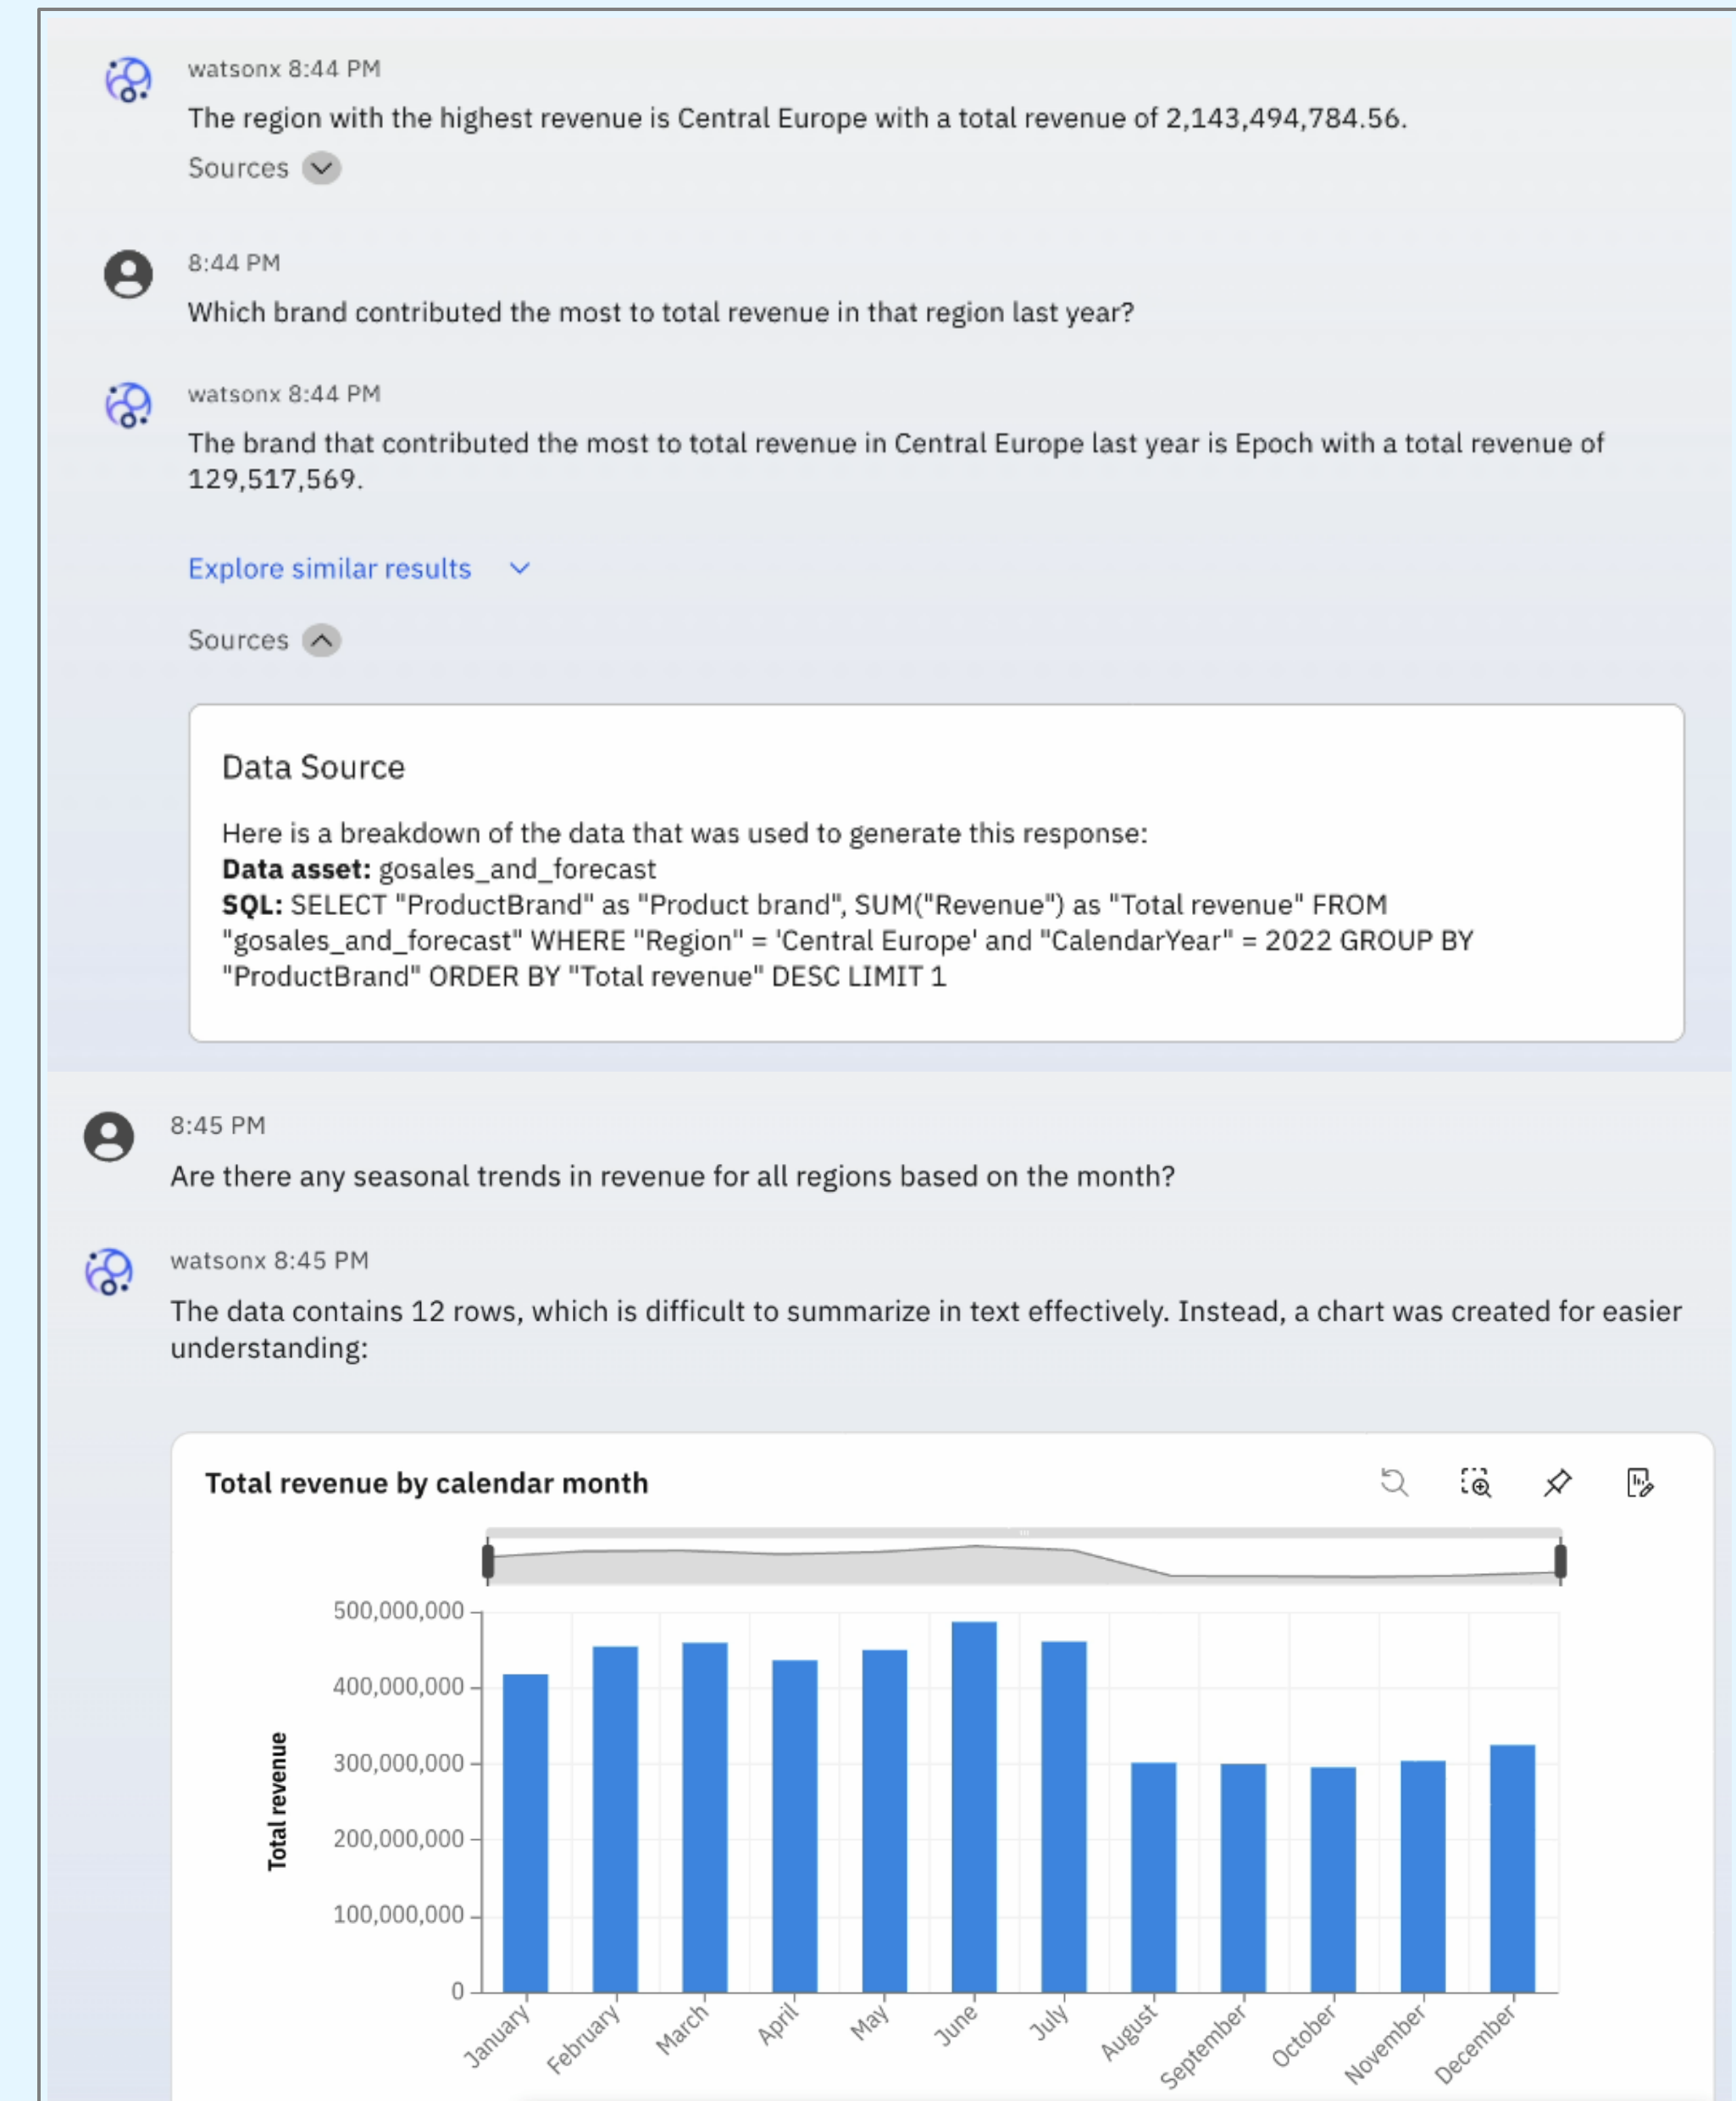 watsonx 8:44 PM
The region with the highest revenue is Central Europe with a total revenue of 2,143,494,784.56.
Sources
8:44 PM
Which brand contributed the most to total revenue in that region last year?
watsonx 8:44 PM
The brand that contributed the most to total revenue in Central Europe last year is Epoch with a total revenue of
129,517,569.
Explore similar results
Sources
Data Source
Here is a breakdown of the data that was used to generate this response:
Data asset: gosales_and_forecast
SQL: SELECT "ProductBrand" as "Product brand", SUM("Revenue") as "Total revenue" FROM
"gosales_and_forecast" WHERE "Region" = 'Central Europe' and "CalendarYear" = 2022 GROUP BY
"ProductBrand" ORDER BY "Total revenue" DESC LIMIT 1
8:45 PM
Are there any seasonal trends in revenue for all regions based on the month?
watsonx 8:45 PM
The data contains 12 rows, which is difficult to summarize in text effectively. Instead, a chart was created for easier
understanding:
Total revenue by calendar month
500,000,000
400,000,000
300,000,000
200,000,000
100,000,000
0
Total revenue
January
February
March
April
May
June
July
August
September
October
November
December